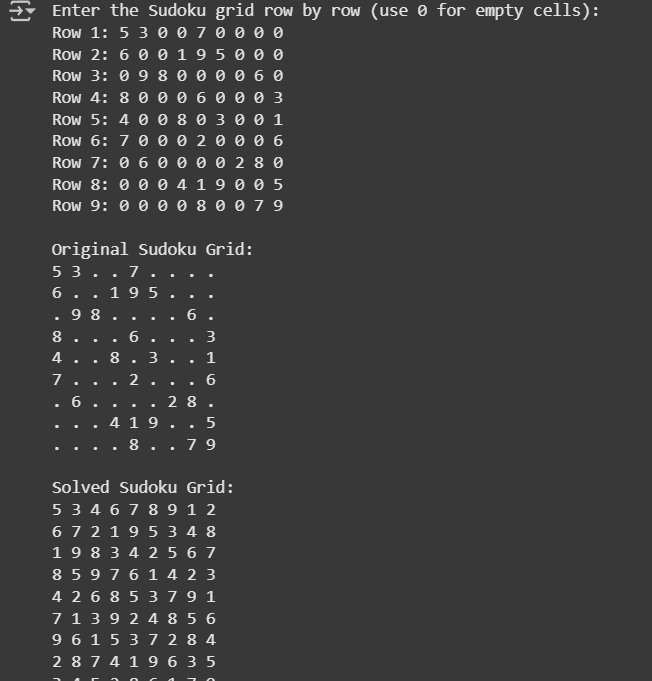 Enter the Sudoku grid row by row (use 0 for empty cells):
Row 1: 5 3 0 0 7 0 0 0 0
Row 2: 6 0 0 1 9 5 0 0 0
Row 3: 0 9 8 0 0 0 0 6 0
Row 4: 8 0 0 0 6 0 0 0 3
Row 5: 4 0 0 8 0 3 0 0 1
Row 6: 7 0 0 0 2 0 0 0 6
Row 7: 0 6 0 0 0 0 2 8 0
Row 8: 0 0 0 4 1 9 0 0 5
Row 9: 0 0 0 0 8 0 0 7 9
Original Sudoku Grid:
5 3 . . 7 . . . .
6 . . 1 9 5 . . .
. 9 8 . . . . 6 .
8 . . . 6 . . . 3
4 . . 8 . 3 . . 1
7 . . . 2 . . . 6
. 6 . . . . 2 8 .
. . . 4 1 9 . . 5
. . . . 8 . . 7 9
Solved Sudoku Grid:
5 3 4 6 7 8 9 1 2
6 7 2 1 9 5 3 4 8
1 9 8 3 4 2 5 6 7
8 5 9 7 6 1 4 2 3
4 2 6 8 5 3 7 9 1
7 1 3 9 2 4 8 5 6
9 6 1 5 3 7 2 8 4
2 8 7 4 1 9 6 3 5